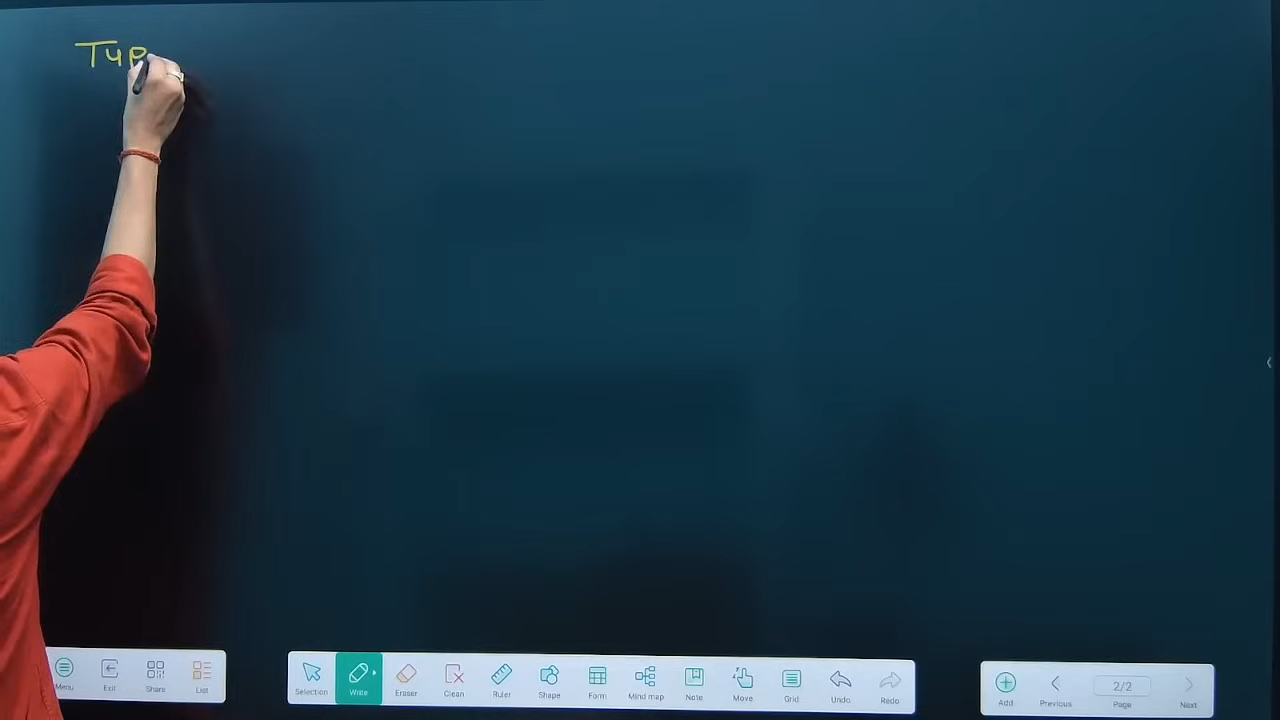 Typ
Menu
Exit
Share
List
Selection
Write
Eraser
Clean
Ruler
Shape
Form
Mind map
Note
Move
Grid
Undo
Redo
Add
Previous
2/2
Page
Next